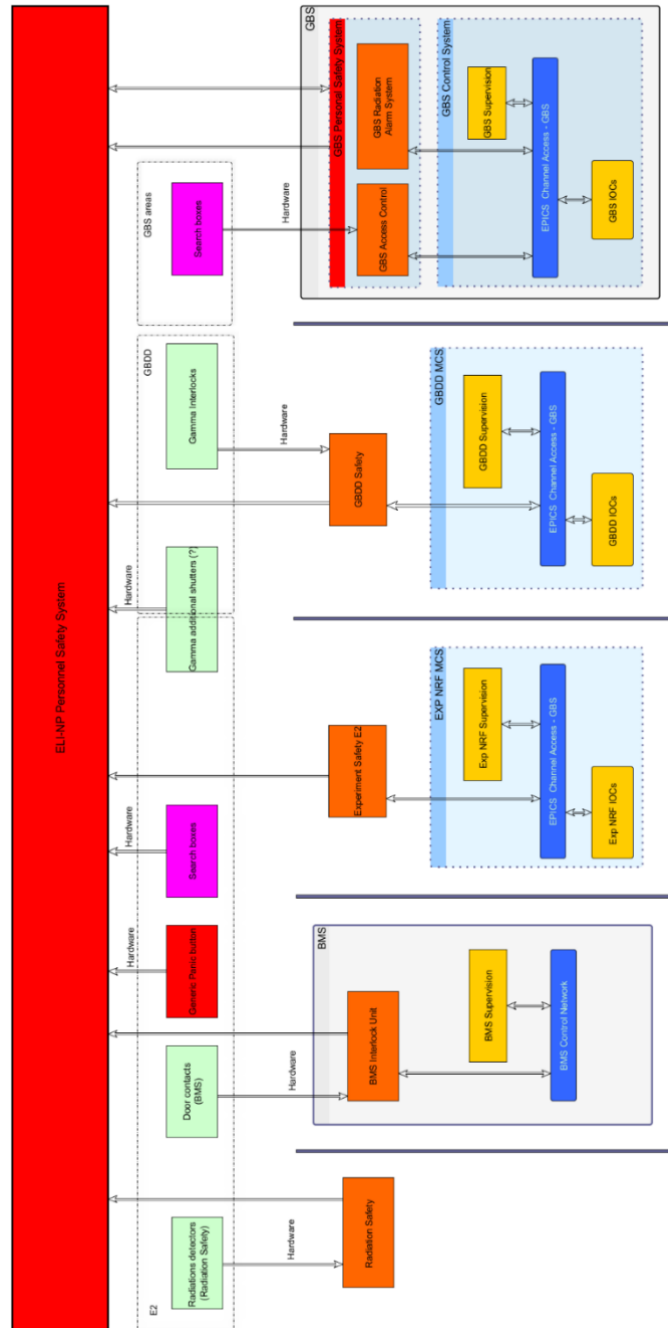 ELI-NP Personnel Safety System
E2
Radiations detectors
(Radiation Safety)
Hardware
Radiation Safety
Door contacts
(BMS)
Hardware
BMS
BMS Interlock Unit
BMS Supervision
BMS Control Network
Hardware
Generic Panic button
Hardware
Search boxes
Experiment Safety E2
EXP NRF MCS
Exp NRF Supervision
EPICS Channel Access - GBS
Exp NRF IOCs
Hardware
Gamma additional shutters (?)
GBDD
Gamma Interlocks
Hardware
GBDD Safety
GBDD MCS
GBDD Supervision
EPICS Channel Access - GBS
GBDD IOCs
GBS areas
Search boxes
Hardware
GBS
GBS Personal Safety System
GBS Access Control
GBS Radiation
Alarm System
GBS Control System
GBS Supervision
EPICS Channel Access - GBS
GBS IOCs